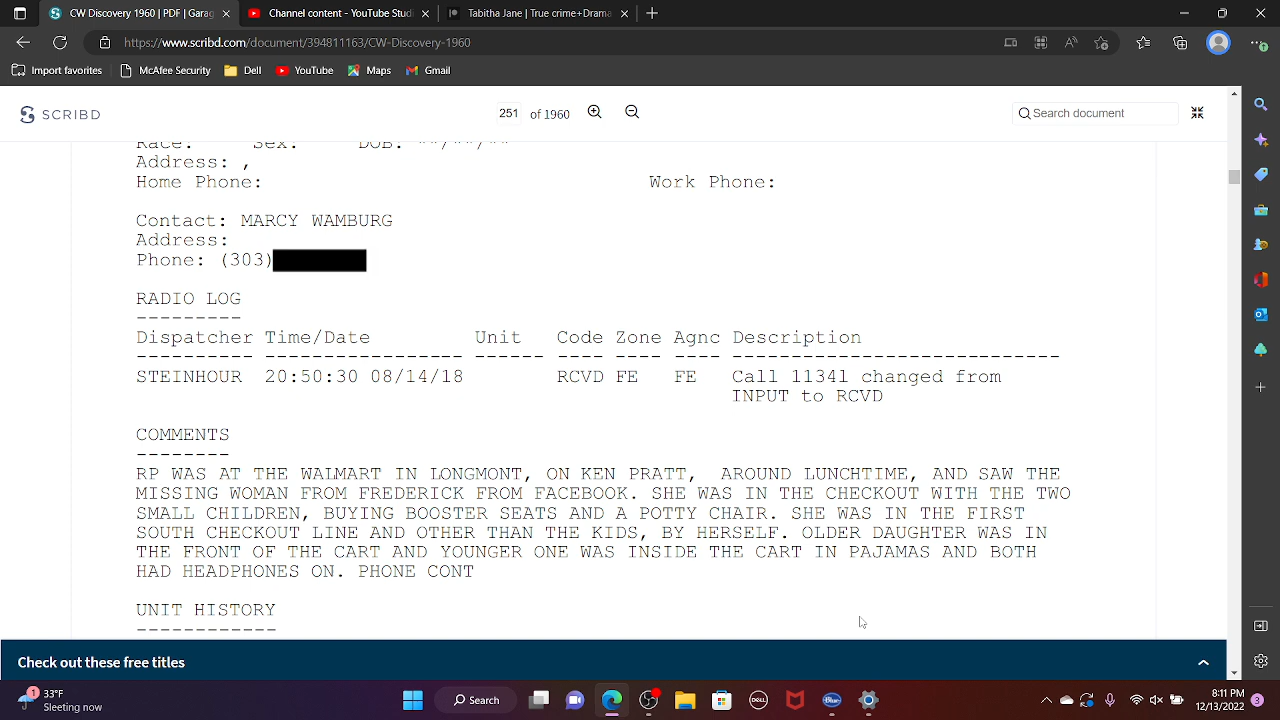 CW Discovery 1960 | PDF | Garag
Channel content - YouTube Stud
Tabitha Jane | True crime+Drama
https://www.scribd.com/document/394811163/CW-Discovery-1960
Import favorites
McAfee Security
Dell
YouTube
Maps
Gmail
SCRIBD
251 of 1960
Search document
Race: Sex: DOB: **/**/**
Address: ,
Home Phone: Work Phone:
Contact: MARCY WAMBURG
Address:
Phone: (303)
RADIO LOG
---------
Dispatcher Time/Date Unit Code Zone Agnc Description
---------- ----------------- ------ ---- ---- ---- ----------------------------
STEINHOUR 20:50:30 08/14/18 RCVD FE FE Call 11341 changed from
INPUT to RCVD
COMMENTS
--------
RP WAS AT THE WALMART IN LONGMONT, ON KEN PRATT, AROUND LUNCHTIME, AND SAW THE
MISSING WOMAN FROM FREDERICK FROM FACEBOOK. SHE WAS IN THE CHECKOUT WITH THE TWO
SMALL CHILDREN, BUYING BOOSTER SEATS AND A POTTY CHAIR. SHE WAS IN THE FIRST
SOUTH CHECKOUT LINE AND OTHER THAN THE KIDS, BY HERSELF. OLDER DAUGHTER WAS IN
THE FRONT OF THE CART AND YOUNGER ONE WAS INSIDE THE CART IN PAJAMAS AND BOTH
HAD HEADPHONES ON. PHONE CONT
UNIT HISTORY
------------
Check out these free titles
1
33°F
Sleeting now
Search
DELL
Blue
8:11 PM
12/13/2022
3